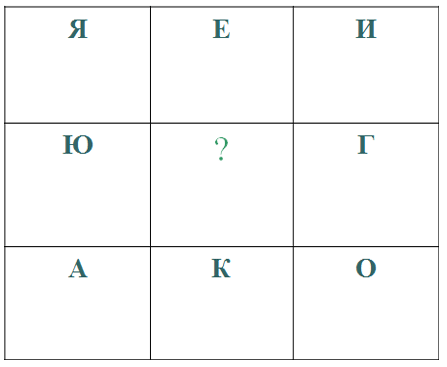 Я Е И
Ю ? Г
А К О